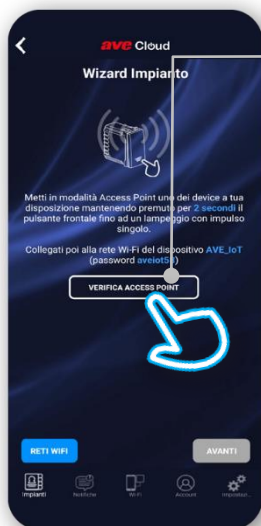 ave Cloud
Wizard Impianto
Metti in modalità Access Point uno dei device a tua
disposizione mantenendo premuto per 2 secondi il
pulsante frontale fino ad un lampeggio con impulso
singolo.
Collegati poi alla rete Wi-Fi del dispositivo AVE_IoT
(password
VERIFICA ACCESS POINT
RETI WIFI
AVANTI
Impianti
Notifiche
Wi-Fi
Account
Impostazi...